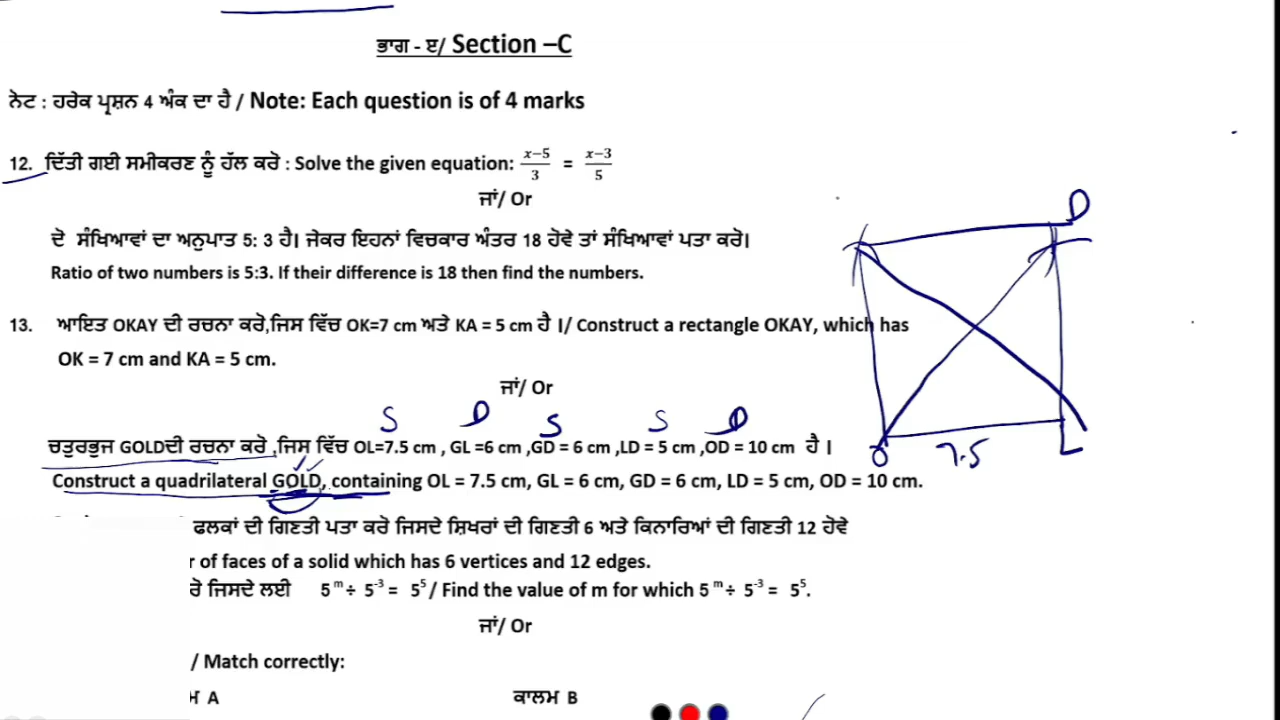 ਭਾਗ - ੲ/ Section –C
ਨੋਟ : ਹਰੇਕ ਪ੍ਰਸ਼ਨ 4 ਅੰਕ ਦਾ ਹੈ / Note: Each question is of 4 marks
12. ਦਿੱਤੀ ਗਈ ਸਮੀਕਰਣ ਨੂੰ ਹੱਲ ਕਰੋ : Solve the given equation: x−5/3 = x−3/5
ਜਾਂ/ Or
ਦੋ ਸੰਖਿਆਵਾਂ ਦਾ ਅਨੁਪਾਤ 5: 3 ਹੈ। ਜੇਕਰ ਇਹਨਾਂ ਵਿਚਕਾਰ ਅੰਤਰ 18 ਹੋਵੇ ਤਾਂ ਸੰਖਿਆਵਾਂ ਪਤਾ ਕਰੋ।
Ratio of two numbers is 5:3. If their difference is 18 then find the numbers.
13. ਆਇਤ OKAY ਦੀ ਰਚਨਾ ਕਰੋ,ਜਿਸ ਵਿੱਚ OK=7 cm ਅਤੇ KA = 5 cm ਹੈ ।/ Construct a rectangle OKAY, which has
OK = 7 cm and KA = 5 cm.
ਜਾਂ/ Or
S D S S D
ਚਤੁਰਭੁਜ GOLDਦੀ ਰਚਨਾ ਕਰੋ ,ਜਿਸ ਵਿੱਚ OL=7.5 cm , GL =6 cm ,GD = 6 cm ,LD = 5 cm ,OD = 10 cm ਹੈ ।
Construct a quadrilateral GOLD, containing OL = 7.5 cm, GL = 6 cm, GD = 6 cm, LD = 5 cm, OD = 10 cm.
D
O 7.5 L
ਫਲਕਾਂ ਦੀ ਗਿਣਤੀ ਪਤਾ ਕਰੋ ਜਿਸਦੇ ਸ਼ਿਖਰਾਂ ਦੀ ਗਿਣਤੀ 6 ਅਤੇ ਕਿਨਾਰਿਆਂ ਦੀ ਗਿਣਤੀ 12 ਹੋਵੇ
r of faces of a solid which has 6 vertices and 12 edges.
ਰੋ ਜਿਸਦੇ ਲਈ 5^m ÷ 5^-3 = 5^5 / Find the value of m for which 5^m ÷ 5^-3 = 5^5.
ਜਾਂ/ Or
/ Match correctly:
ਮ A ਕਾਲਮ B